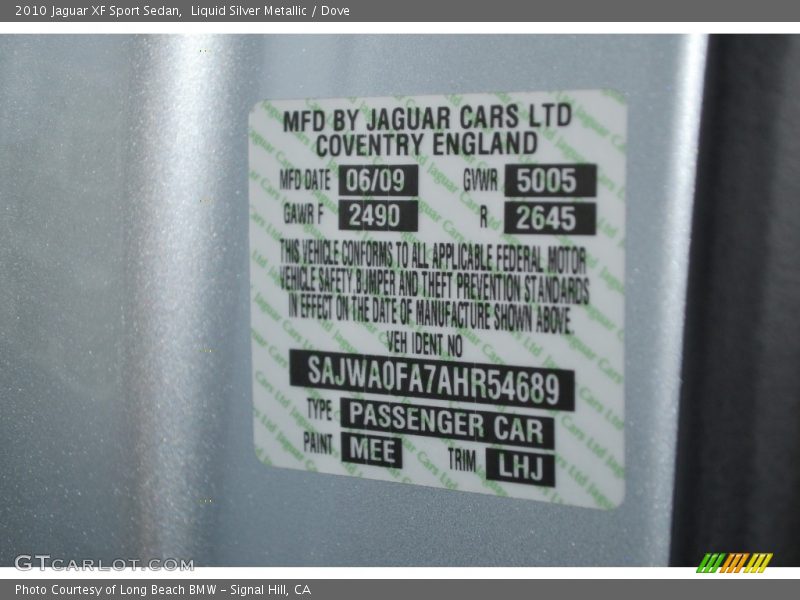 2010 Jaguar XF Sport Sedan,  Liquid Silver Metallic / Dove
MFD BY JAGUAR CARS LTD
COVENTRY ENGLAND
MFD DATE 06/09 GVWR 5005
GAWR F 2490 R 2645
THIS VEHICLE CONFORMS TO ALL APPLICABLE FEDERAL MOTOR
VEHICLE SAFETY BUMPER AND THEFT PREVENTION STANDARDS
IN EFFECT ON THE DATE OF MANUFACTURE SHOWN ABOVE.
VEH IDENT NO
SAJWA0FA7AHR54689
TYPE PASSENGER CAR
PAINT MEE TRIM LHJ
GTCARLOT.COM
Photo Courtesy of Long Beach BMW - Signal Hill, CA